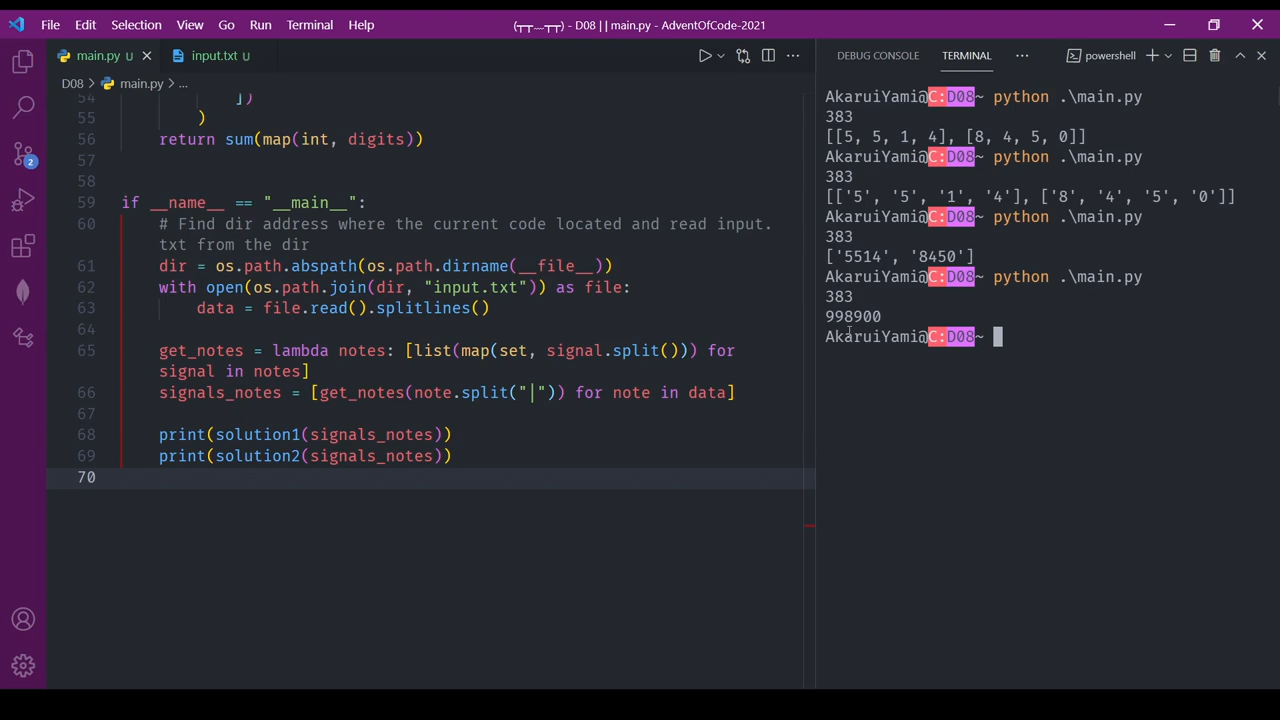 File Edit Selection View Go Run Terminal Help (┬┬﹏┬┬) - D08 | | main.py - AdventOfCode-2021
main.py U input.txt U
D08 > main.py > ...
54 ])
55 )
56 return sum(map(int, digits))
57
58
59 if __name__ == "__main__":
60 # Find dir address where the current code located and read input.
txt from the dir
61 dir = os.path.abspath(os.path.dirname(__file__))
62 with open(os.path.join(dir, "input.txt")) as file:
63 data = file.read().splitlines()
64
65 get_notes = lambda notes: [list(map(set, signal.split())) for
signal in notes]
66 signals_notes = [get_notes(note.split("|")) for note in data]
67
68 print(solution1(signals_notes))
69 print(solution2(signals_notes))
70
2
DEBUG CONSOLE TERMINAL ... powershell
AkaruiYami@C:D08~ python .\main.py
383
[[5, 5, 1, 4], [8, 4, 5, 0]]
AkaruiYami@C:D08~ python .\main.py
383
[['5', '5', '1', '4'], ['8', '4', '5', '0']]
AkaruiYami@C:D08~ python .\main.py
383
['5514', '8450']
AkaruiYami@C:D08~ python .\main.py
383
998900
AkaruiYami@C:D08~